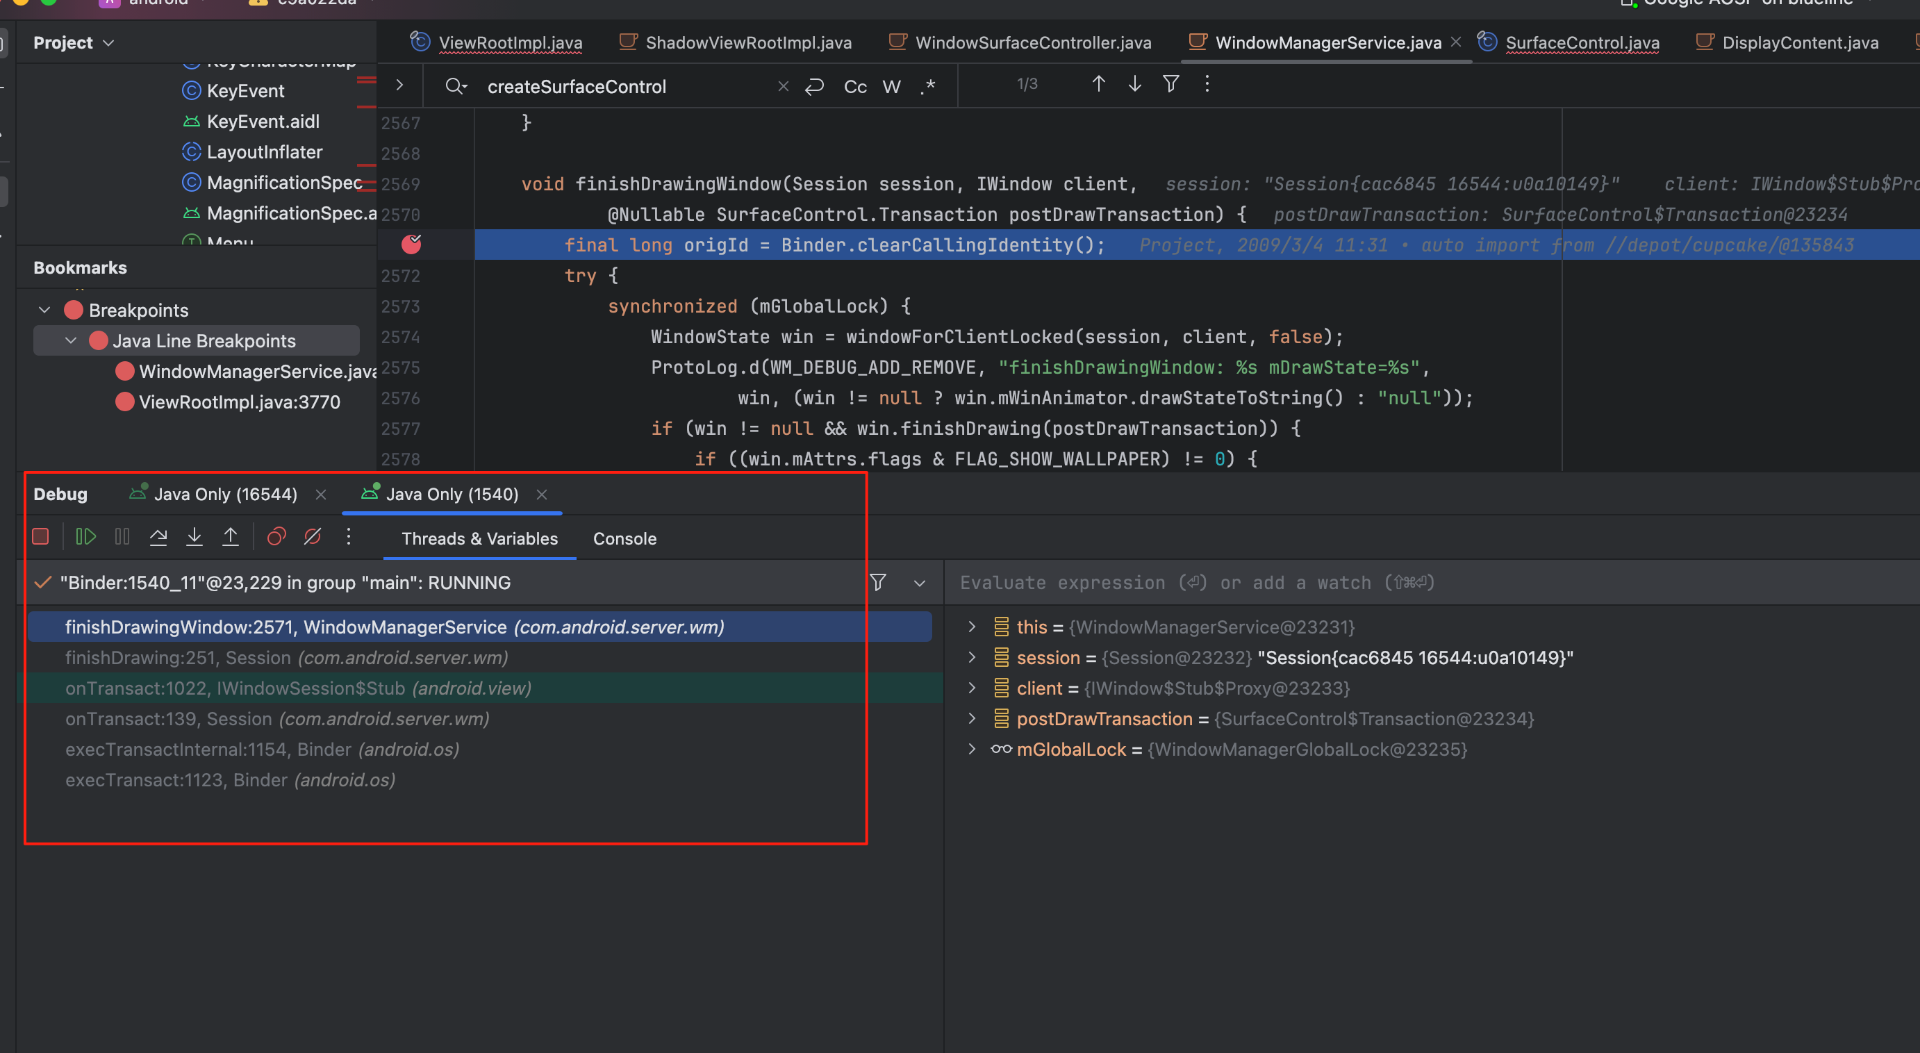 android
Project
ViewRootImpl.java
ShadowViewRootImpl.java
WindowSurfaceController.java
WindowManagerService.java
SurfaceControl.java
DisplayContent.java
KeyCharacterMap
KeyEvent
KeyEvent.aidl
LayoutInflater
MagnificationSpec
MagnificationSpec.a
Menu
createSurfaceControl
Cc
W
.*
1/3
2567 }
2568
2569 void finishDrawingWindow(Session session, IWindow client, session: "Session{cac6845 16544:u0a10149}" client: IWindow$Stub$Pro
2570 @Nullable SurfaceControl.Transaction postDrawTransaction) { postDrawTransaction: SurfaceControl$Transaction@23234
final long origId = Binder.clearCallingIdentity(); Project, 2009/3/4 11:31 • auto import from //depot/cupcake/@135843
2572 try {
2573 synchronized (mGlobalLock) {
2574 WindowState win = windowForClientLocked(session, client, false);
2575 ProtoLog.d(WM_DEBUG_ADD_REMOVE, "finishDrawingWindow: %s mDrawState=%s",
2576 win, (win != null ? win.mWinAnimator.drawStateToString() : "null"));
2577 if (win != null && win.finishDrawing(postDrawTransaction)) {
2578 if ((win.mAttrs.flags & FLAG_SHOW_WALLPAPER) != 0) {
Bookmarks
Breakpoints
Java Line Breakpoints
WindowManagerService.java
ViewRootImpl.java:3770
Debug
Java Only (16544)
Java Only (1540)
Threads & Variables
Console
"Binder:1540_11"@23,229 in group "main": RUNNING
finishDrawingWindow:2571, WindowManagerService (com.android.server.wm)
finishDrawing:251, Session (com.android.server.wm)
onTransact:1022, IWindowSession$Stub (android.view)
onTransact:139, Session (com.android.server.wm)
execTransactInternal:1154, Binder (android.os)
execTransact:1123, Binder (android.os)
Evaluate expression (⏎) or add a watch (⇧⌘⏎)
this = {WindowManagerService@23231}
session = {Session@23232} "Session{cac6845 16544:u0a10149}"
client = {IWindow$Stub$Proxy@23233}
postDrawTransaction = {SurfaceControl$Transaction@23234}
mGlobalLock = {WindowManagerGlobalLock@23235}